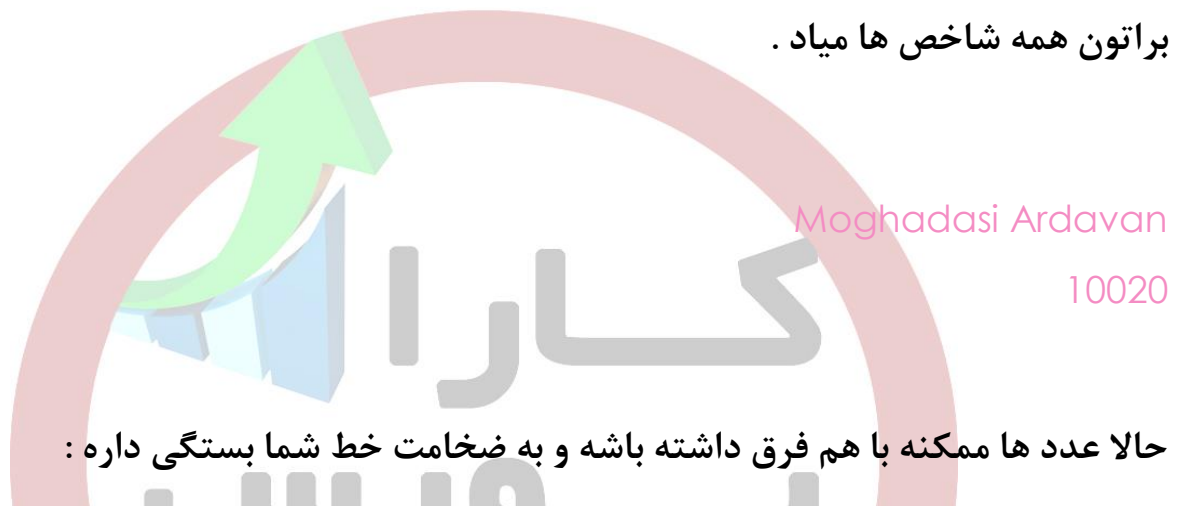 براتون همه شاخص ها میاد .
Moghadasi Ardavan
10020
کارا
حالا عدد ها ممکنه با هم فرق داشته باشه و به ضخامت خط شما بستگی داره :